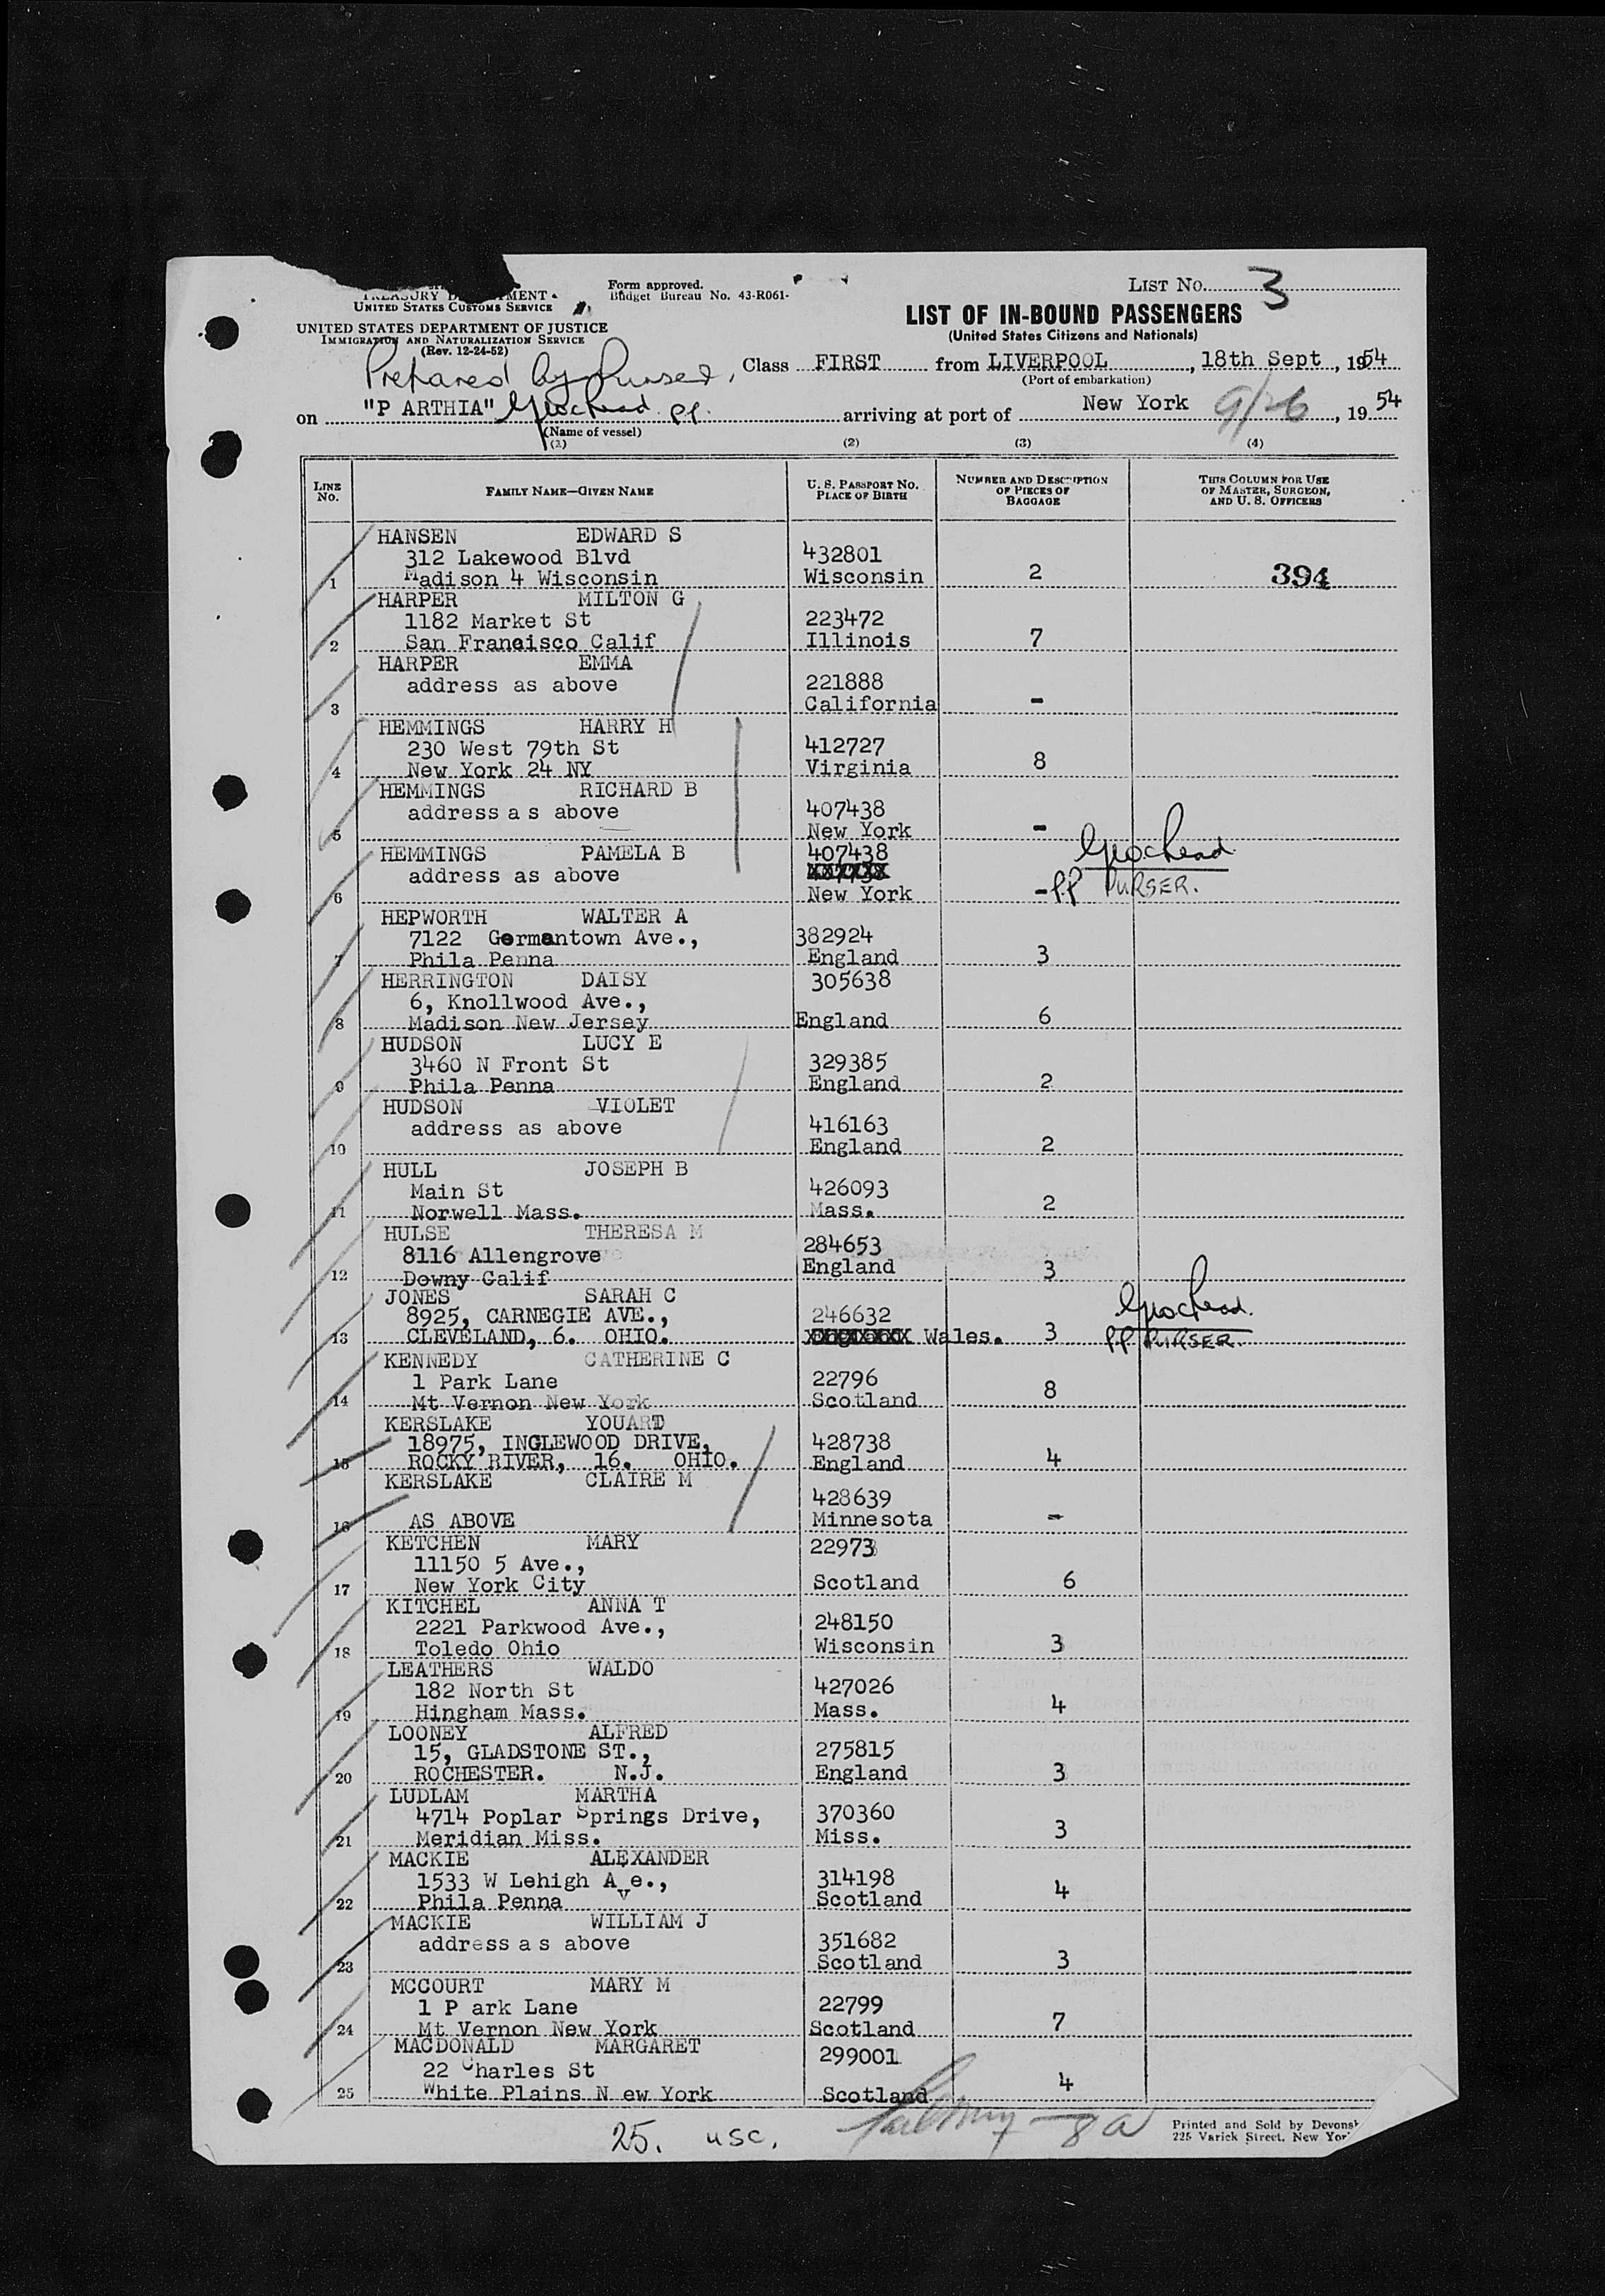 TREASURY DEPARTMENT
UNITED STATES CUSTOMS SERVICE
UNITED STATES DEPARTMENT OF JUSTICE
IMMIGRATION AND NATURALIZATION SERVICE
(Rev. 12-24-52)
Form approved.
Budget Bureau No. 43-R061-
LIST NO. 3
LIST OF IN-BOUND PASSENGERS
(United States Citizens and Nationals)
Prepared by Purser, Class FIRST from LIVERPOOL, 18th Sept, 1954
(Port of embarkation)
on "P ARTHIA" pp. arriving at port of New York 9/26, 19 54
(Name of vessel)
(1) (2) (3) (4)
LINE No. FAMILY NAME—GIVEN NAME U. S. PASSPORT NO. PLACE OF BIRTH NUMBER AND DESCRIPTION OF PIECES OF BAGGAGE THIS COLUMN FOR USE OF MASTER, SURGEON, AND U. S. OFFICERS
HANSEN EDWARD S
312 Lakewood Blvd 432801
1 Madison 4 Wisconsin Wisconsin 2 394
HARPER MILTON G
1182 Market St 223472
2 San Francisco Calif Illinois 7
HARPER EMMA
address as above 221888
3 California -
HEMMINGS HARRY H
230 West 79th St 412727
4 New York 24 NY Virginia 8
HEMMINGS RICHARD B
address a s above 407438
5 New York -
HEMMINGS PAMELA B 407438
address as above XXXXXX
6 New York - PP PURSER.
HEPWORTH WALTER A
7122 Germantown Ave., 382924
7 Phila Penna England 3
HERRINGTON DAISY 305638
6, Knollwood Ave.,
8 Madison New Jersey England 6
HUDSON LUCY E
3460 N Front St 329385
9 Phila Penna England 2
HUDSON VIOLET
address as above 416163
10 England 2
HULL JOSEPH B
Main St 426093
11 Norwell Mass. Mass. 2
HULSE THERESA M
8116 Allengrove 284653
12 Downy Calif England 3
JONES SARAH C
8925, CARNEGIE AVE., 246632
13 CLEVELAND, 6. OHIO. XXXXXXX Wales. 3 PP PURSER.
KENNEDY CATHERINE C
1 Park Lane 22796
14 Mt Vernon New York Scotland 8
KERSLAKE YOUART
18975, INGLEWOOD DRIVE, 428738
15 ROCKY RIVER, 16. OHIO. England 4
KERSLAKE CLAIRE M
428639
16 AS ABOVE Minnesota -
KETCHEN MARY 22973
11150 5 Ave.,
17 New York City Scotland 6
KITCHEL ANNA T
2221 Parkwood Ave., 248150
18 Toledo Ohio Wisconsin 3
LEATHERS WALDO
182 North St 427026
19 Hingham Mass. Mass. 4
LOONEY ALFRED
15, GLADSTONE ST., 275815
20 ROCHESTER. N.J. England 3
LUDLAM MARTHA
4714 Poplar Springs Drive, 370360
21 Meridian Miss. Miss. 3
MACKIE ALEXANDER
1533 W Lehigh Ave., 314198
22 Phila Penna Scotland 4
MACKIE WILLIAM J
address a s above 351682
23 Scotland 3
MCCOURT MARY M
1 P ark Lane 22799
24 Mt Vernon New York Scotland 7
MACDONALD MARGARET 299001
22 Charles St
25 White Plains N ew York Scotland 4
25. USC. 8a
Printed and Sold by
225 Varick Street, New